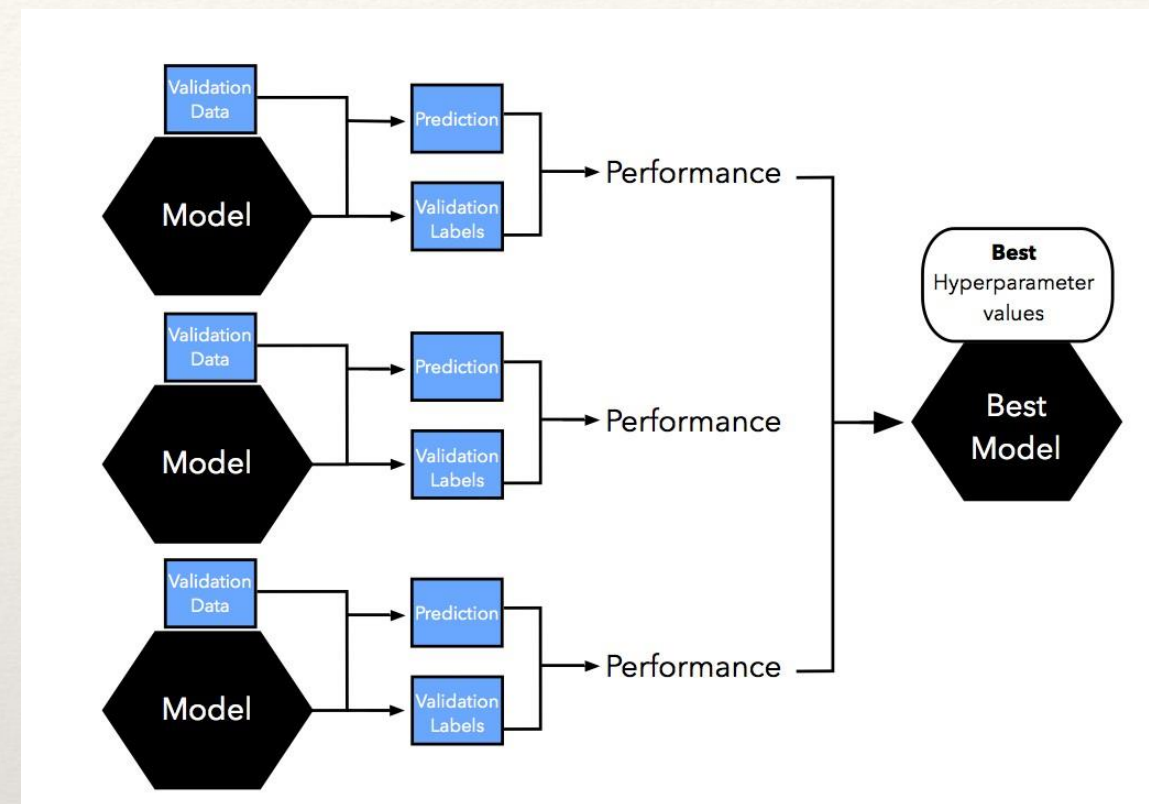 Validation
Data
Model
Prediction
Validation
Labels
Performance
Validation
Data
Model
Prediction
Validation
Labels
Performance
Validation
Data
Model
Prediction
Validation
Labels
Performance
Best
Hyperparameter
values
Best
Model